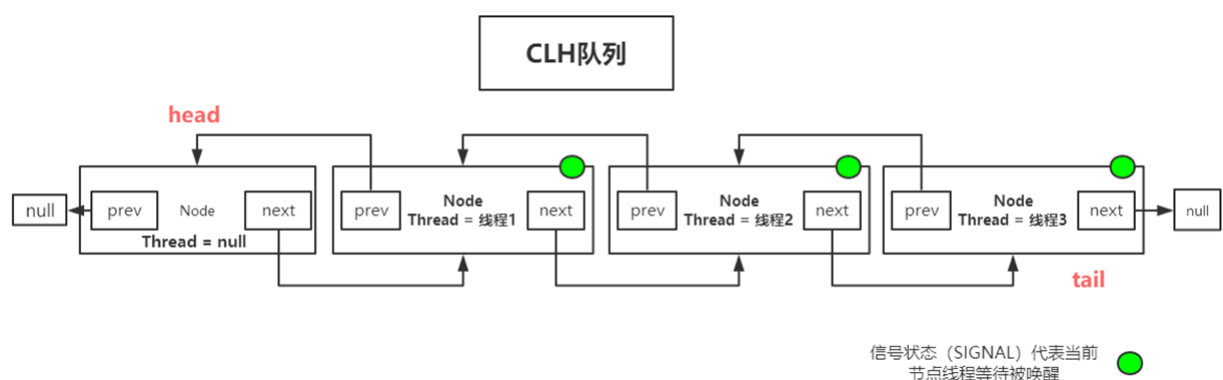 CLH队列
head
null
prev
Node
next
Thread = null
prev
Node
Thread = 线程1
next
prev
Node
Thread = 线程2
next
prev
Node
Thread = 线程3
next
null
tail
信号状态（SIGNAL）代表当前
节点线程等待被唤醒